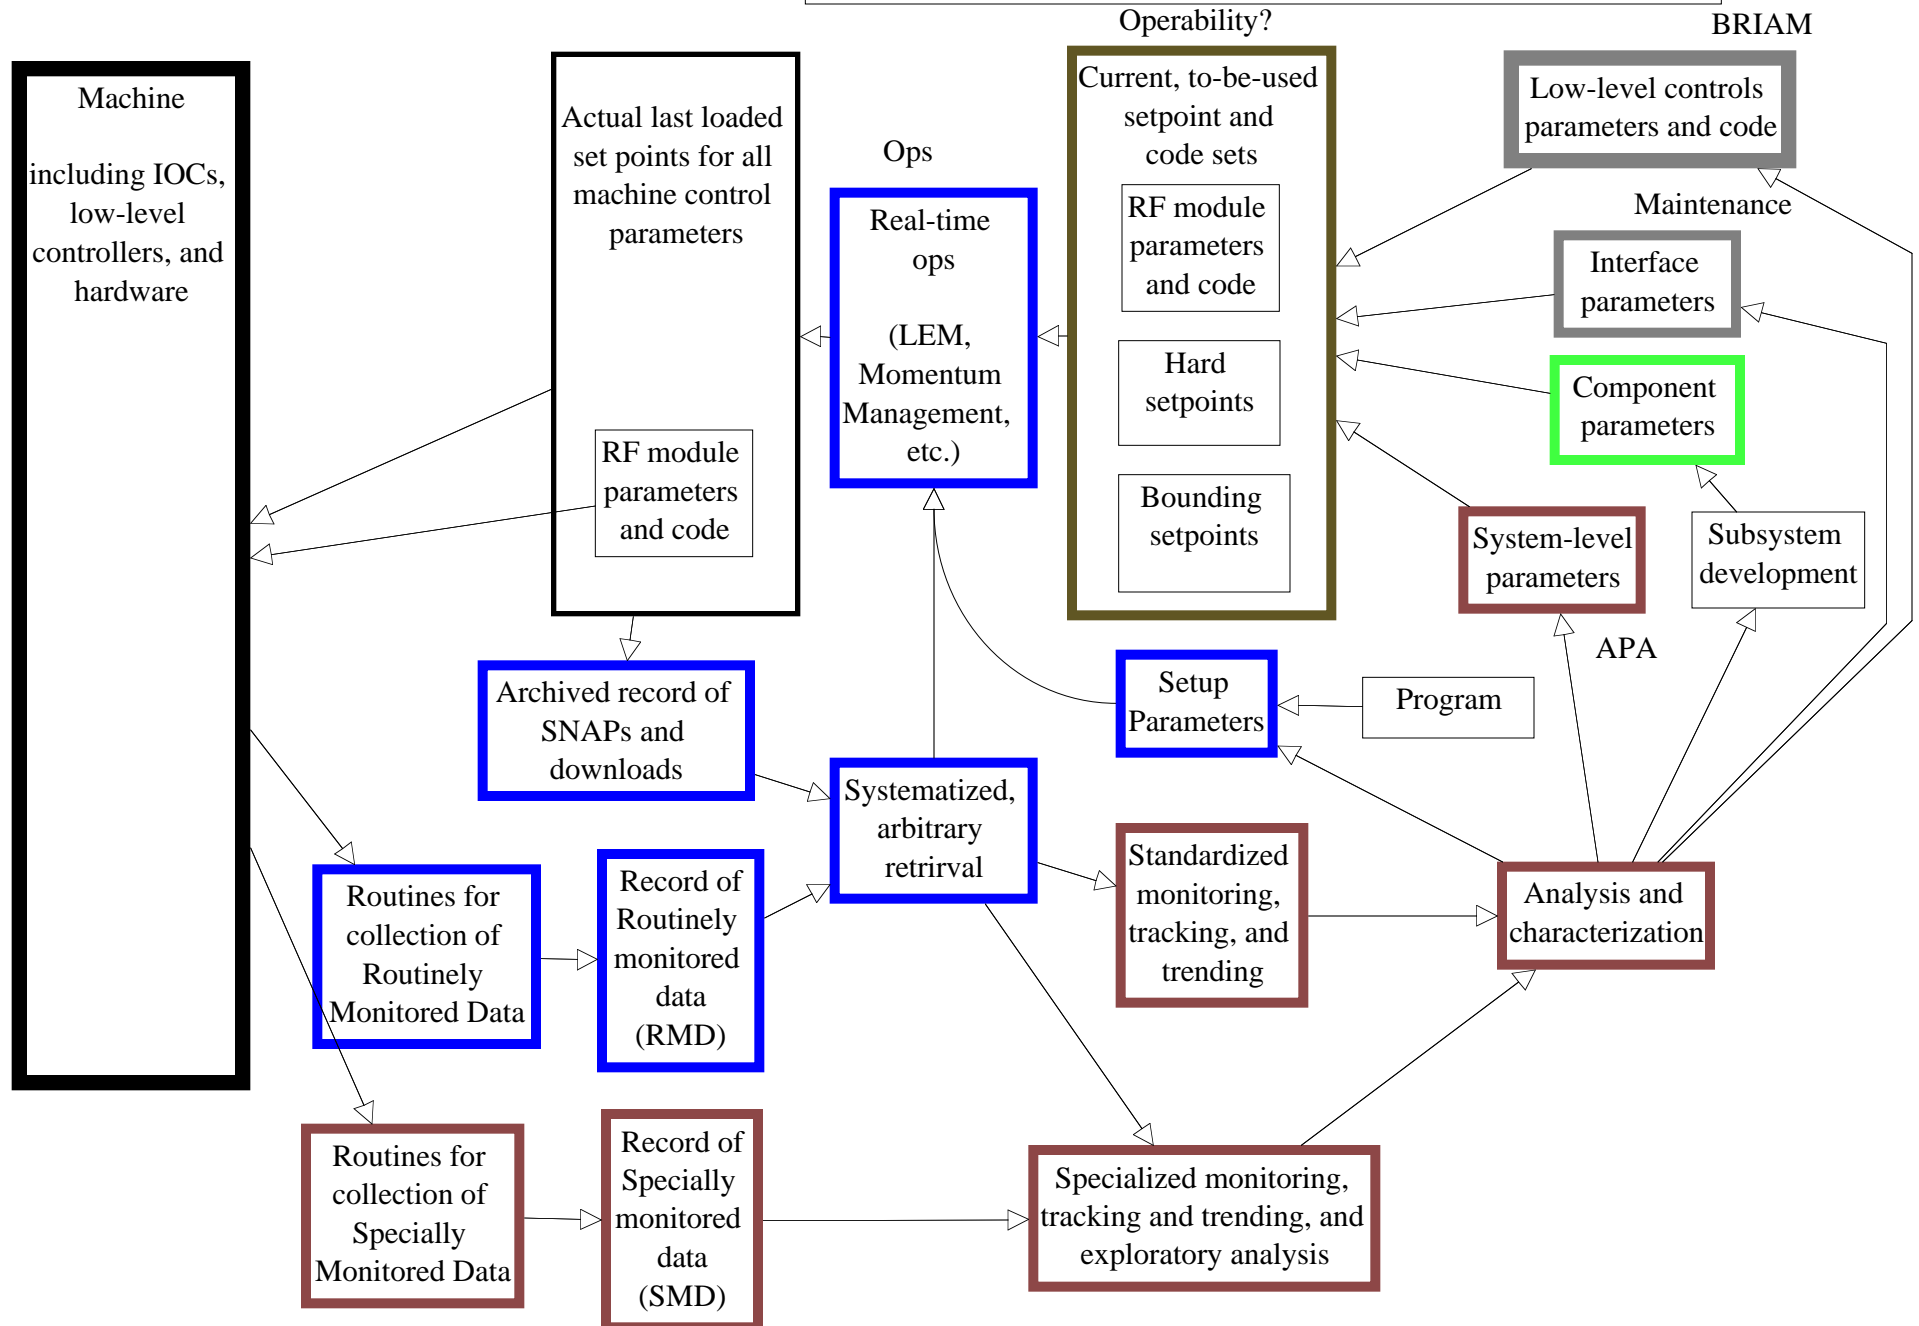 Operability?
BRIAM
Machine
including IOCs,
low-level
controllers, and
hardware
Actual last loaded
set points for all
machine control
parameters
RF module
parameters
and code
Ops
Real-time
ops
(LEM,
Momentum
Management,
etc.)
Current, to-be-used
setpoint and
code sets
RF module
parameters
and code
Hard
setpoints
Bounding
setpoints
Low-level controls
parameters and code
Maintenance
Interface
parameters
Component
parameters
System-level
parameters
Subsystem
development
APA
Archived record of
SNAPs and
downloads
Setup
Parameters
Program
Systematized,
arbitrary
retrirval
Standardized
monitoring,
tracking, and
trending
Analysis and
characterization
Routines for
collection of
Routinely
Monitored Data
Record of
Routinely
monitored
data
(RMD)
Routines for
collection of
Specially
Monitored Data
Record of
Specially
monitored
data
(SMD)
Specialized monitoring,
tracking and trending, and
exploratory analysis